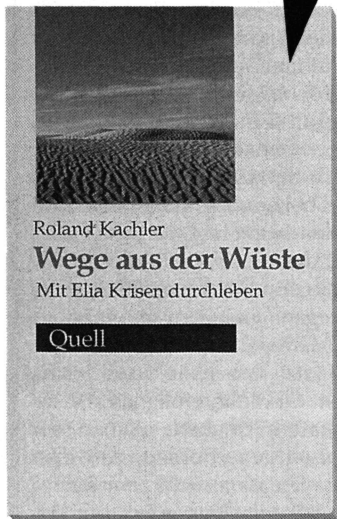 Roland Kachler
Wege aus der Wüste
Mit Elia Krisen durchleben
Quell